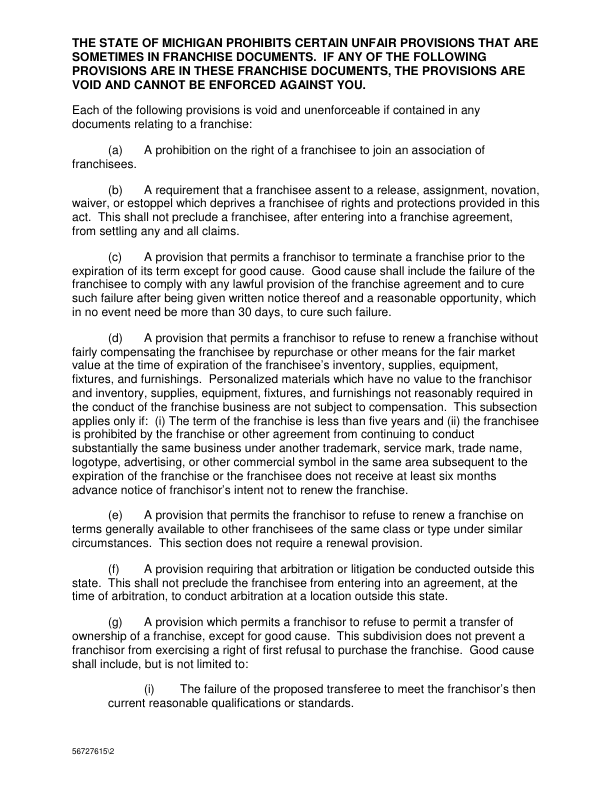 THE STATE OF MICHIGAN PROHIBITS CERTAIN UNFAIR PROVISIONS THAT ARE
SOMETIMES IN FRANCHISE DOCUMENTS.  IF ANY OF THE FOLLOWING
PROVISIONS ARE IN THESE FRANCHISE DOCUMENTS, THE PROVISIONS ARE
VOID AND CANNOT BE ENFORCED AGAINST YOU.
Each of the following provisions is void and unenforceable if contained in any
documents relating to a franchise:
(a) A prohibition on the right of a franchisee to join an association of
franchisees.
(b) A requirement that a franchisee assent to a release, assignment, novation,
waiver, or estoppel which deprives a franchisee of rights and protections provided in this
act.  This shall not preclude a franchisee, after entering into a franchise agreement,
from settling any and all claims.
(c) A provision that permits a franchisor to terminate a franchise prior to the
expiration of its term except for good cause.  Good cause shall include the failure of the
franchisee to comply with any lawful provision of the franchise agreement and to cure
such failure after being given written notice thereof and a reasonable opportunity, which
in no event need be more than 30 days, to cure such failure.
(d) A provision that permits a franchisor to refuse to renew a franchise without
fairly compensating the franchisee by repurchase or other means for the fair market
value at the time of expiration of the franchisee's inventory, supplies, equipment,
fixtures, and furnishings.  Personalized materials which have no value to the franchisor
and inventory, supplies, equipment, fixtures, and furnishings not reasonably required in
the conduct of the franchise business are not subject to compensation.  This subsection
applies only if:  (i) The term of the franchise is less than five years and (ii) the franchisee
is prohibited by the franchise or other agreement from continuing to conduct
substantially the same business under another trademark, service mark, trade name,
logotype, advertising, or other commercial symbol in the same area subsequent to the
expiration of the franchise or the franchisee does not receive at least six months
advance notice of franchisor's intent not to renew the franchise.
(e) A provision that permits the franchisor to refuse to renew a franchise on
terms generally available to other franchisees of the same class or type under similar
circumstances.  This section does not require a renewal provision.
(f) A provision requiring that arbitration or litigation be conducted outside this
state.  This shall not preclude the franchisee from entering into an agreement, at the
time of arbitration, to conduct arbitration at a location outside this state.
(g) A provision which permits a franchisor to refuse to permit a transfer of
ownership of a franchise, except for good cause.  This subdivision does not prevent a
franchisor from exercising a right of first refusal to purchase the franchise.  Good cause
shall include, but is not limited to:
(i) The failure of the proposed transferee to meet the franchisor's then
current reasonable qualifications or standards.
56727615\2